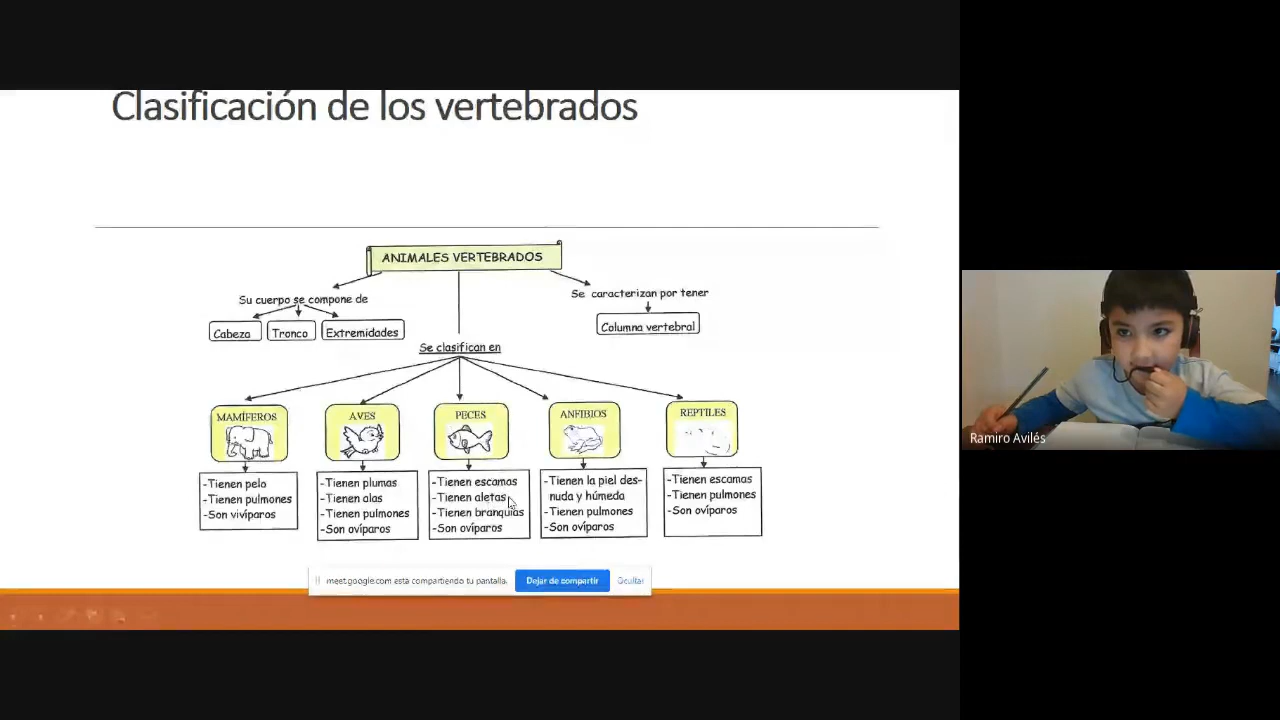 Clasificación de los vertebrados
ANIMALES VERTEBRADOS
Su cuerpo se compone de
Se caracterizan por tener
Cabeza
Tronco
Extremidades
Columna vertebral
Se clasifican en
MAMÍFEROS
AVES
PECES
ANFIBIOS
REPTILES
-Tienen pelo
-Tienen pulmones
-Son vivíparos
-Tienen plumas
-Tienen alas
-Tienen pulmones
-Son ovíparos
-Tienen escamas
-Tienen aletas
-Tienen branquias
-Son ovíparos
-Tienen la piel des-
nuda y húmeda
-Tienen pulmones
-Son ovíparos
-Tienen escamas
-Tienen pulmones
-Son ovíparos
meet.google.com está compartiendo tu pantalla.
Dejar de compartir
Ocultar
Ramiro Avilés